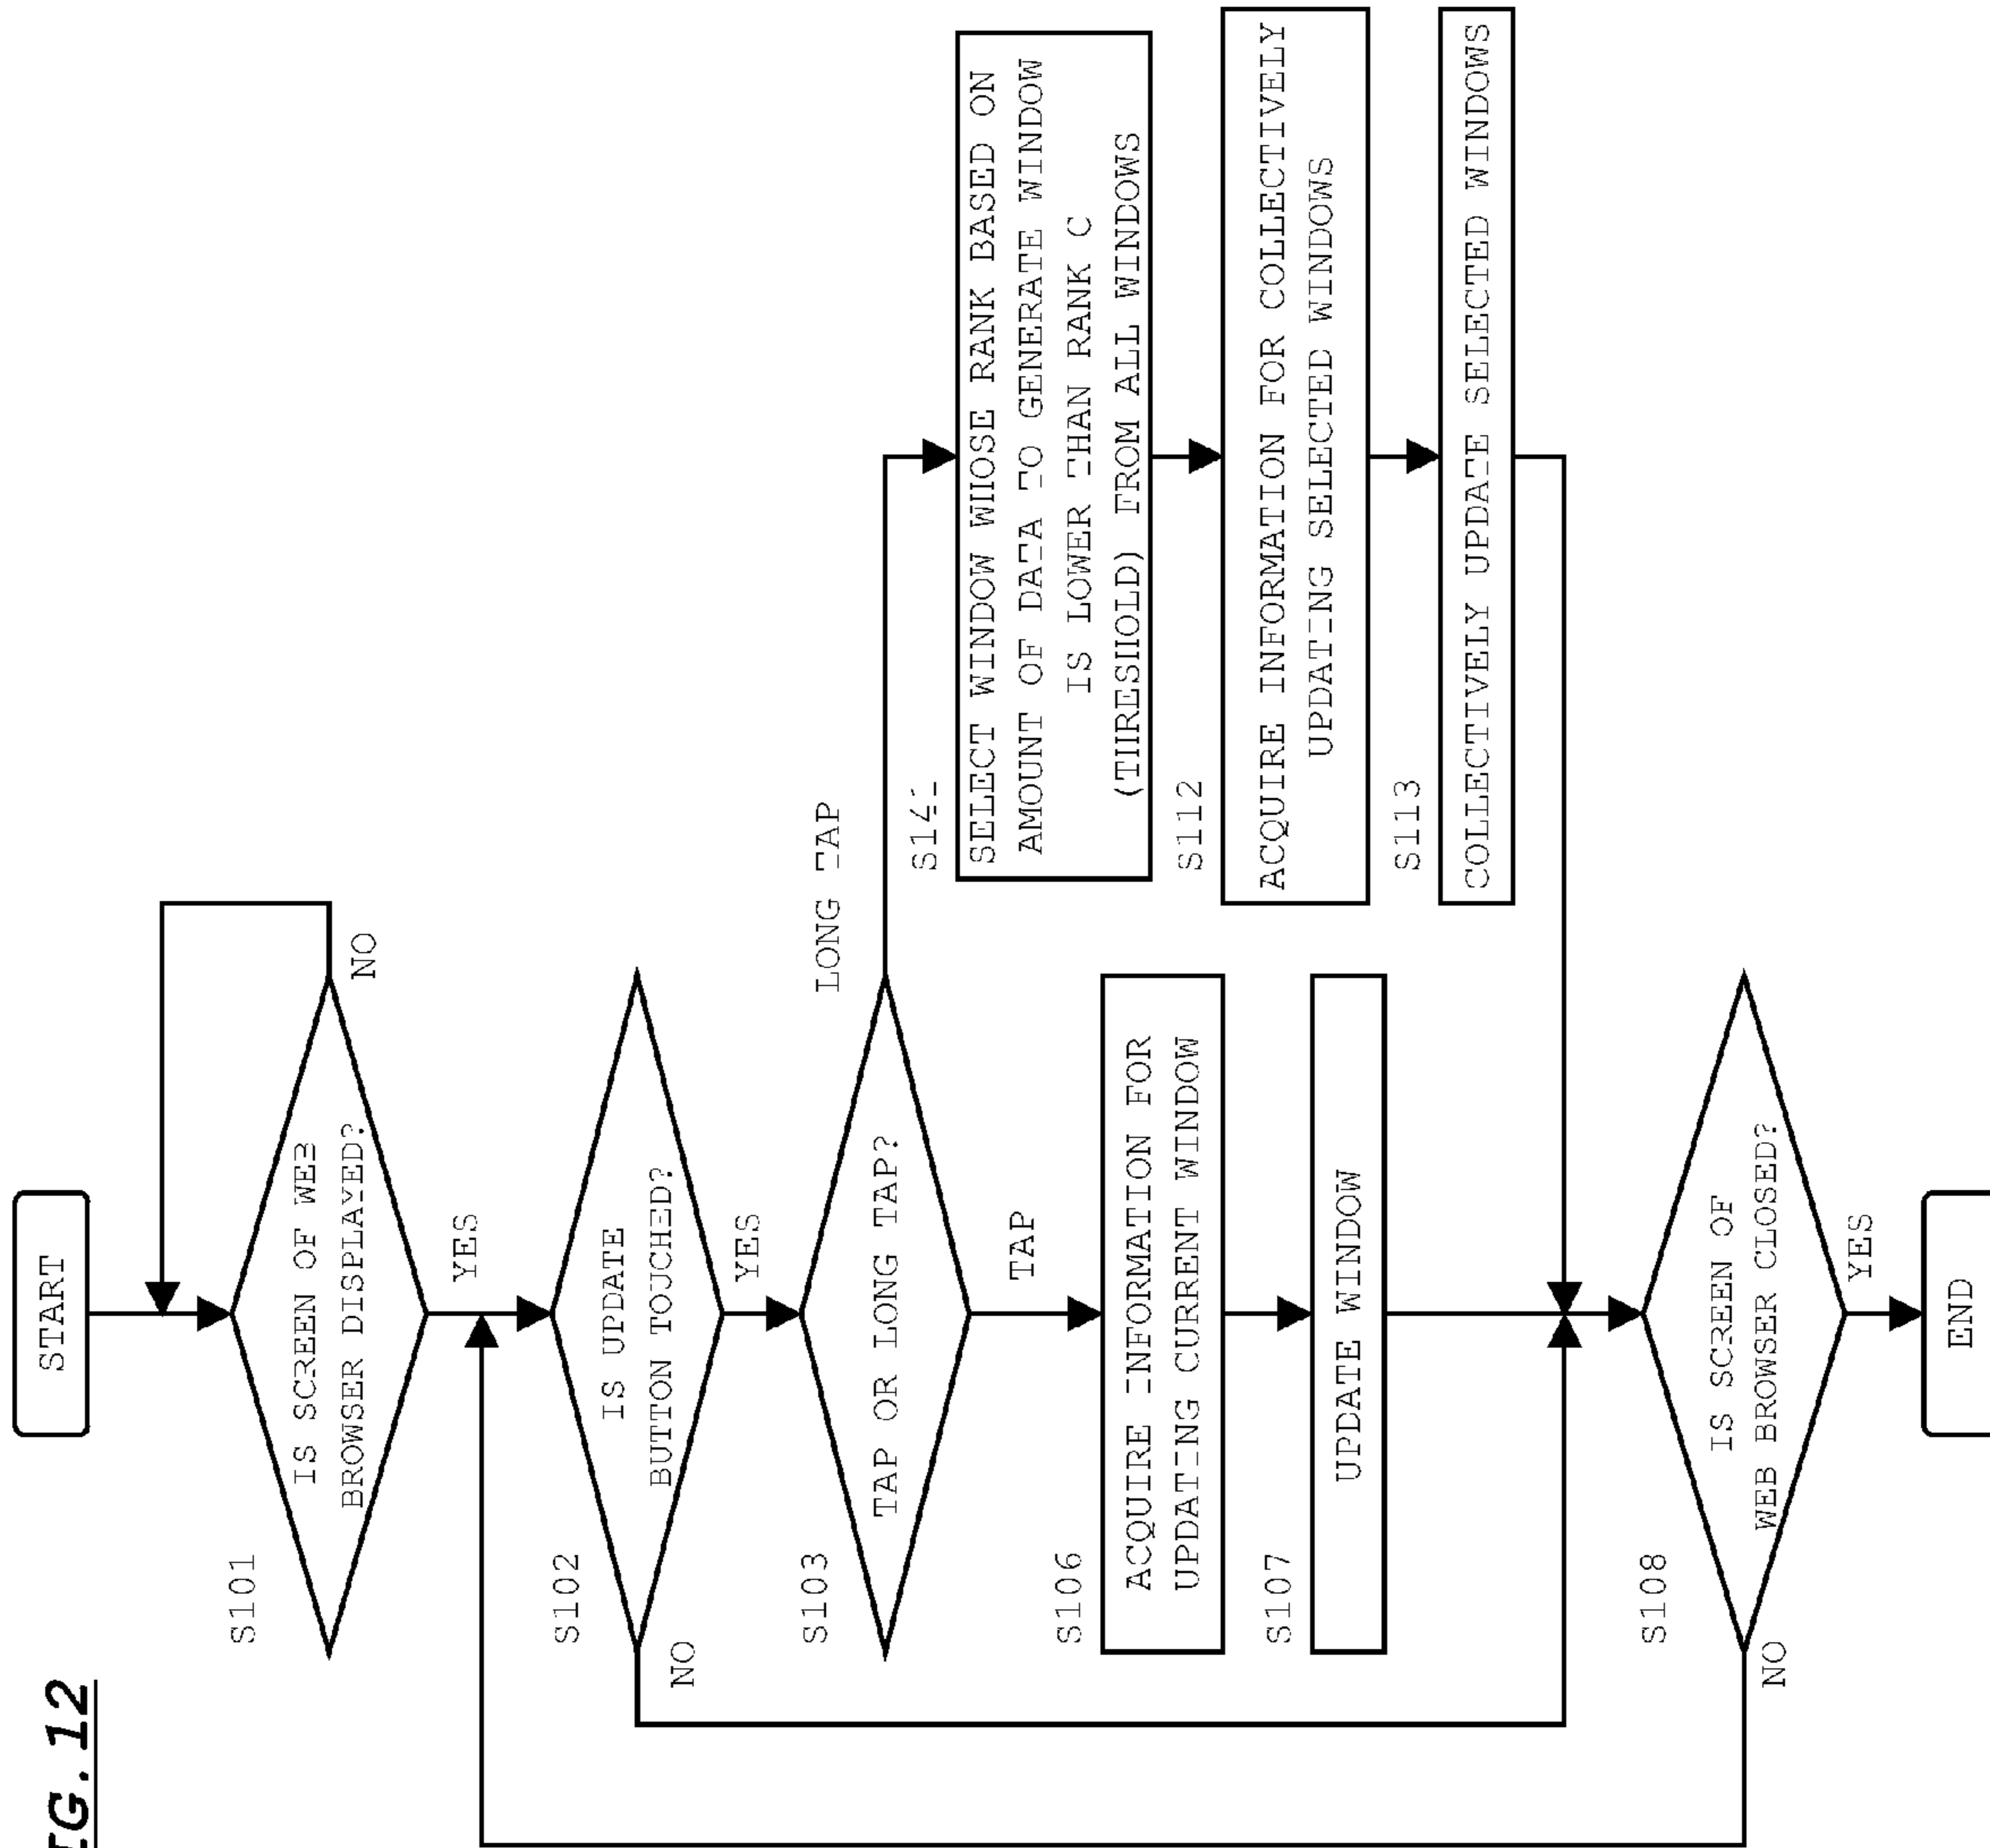 IG.12
START
S101
IS SCREEN OF WEB
BROWSER DISPLAYED?
NO
YES
S102
IS UPDATE
BUTTON TOUCHED?
NO
YES
S103
TAP OR LONG TAP?
LONG TAP
TAP
S141
SELECT WINDOW WHOSE RANK BASED ON
AMOUNT OF DATA TO GENERATE WINDOW
IS LOWER THAN RANK C
(THRESHOLD) FROM ALL WINDOWS
S106
ACQUIRE INFORMATION FOR
UPDATING CURRENT WINDOW
S112
ACQUIRE INFORMATION FOR COLLECTIVELY
UPDATING SELECTED WINDOWS
S107
UPDATE WINDOW
S113
COLLECTIVELY UPDATE SELECTED WINDOWS
S108
IS SCREEN OF
WEB BROWSER CLOSED?
NO
YES
END